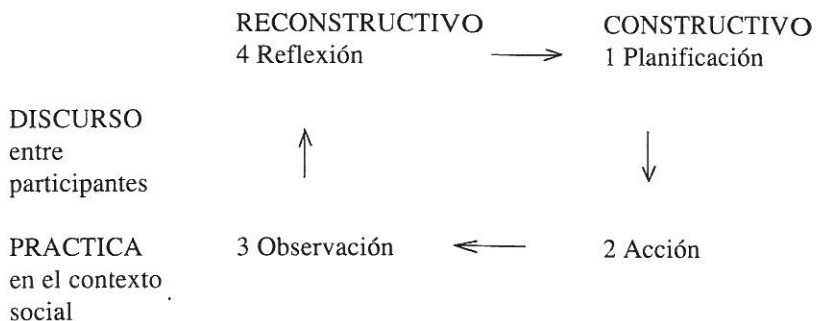 RECONSTRUCTIVO CONSTRUCTIVO
4 Reflexión 1 Planificación
DISCURSO
entre
participantes
PRACTICA 3 Observación 2 Acción
en el contexto
social